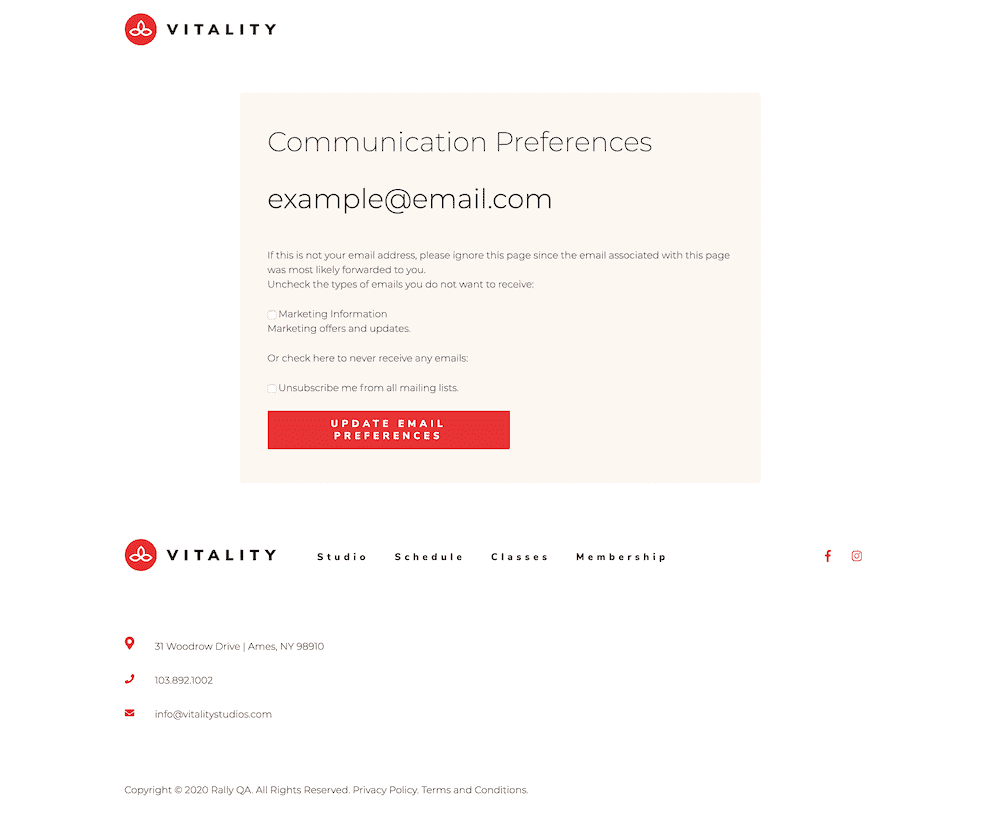 VITALITY
Communication Preferences
example@email.com
If this is not your email address, please ignore this page since the email associated with this page
was most likely forwarded to you.
Uncheck the types of emails you do not want to receive:
Marketing Information
Marketing offers and updates.
Or check here to never receive any emails:
Unsubscribe me from all mailing lists.
UPDATE EMAIL
PREFERENCES
VITALITY Studio Schedule Classes Membership
31 Woodrow Drive | Ames, NY 98910
103.892.1002
info@vitalitystudios.com
Copyright © 2020 Rally QA. All Rights Reserved. Privacy Policy. Terms and Conditions.